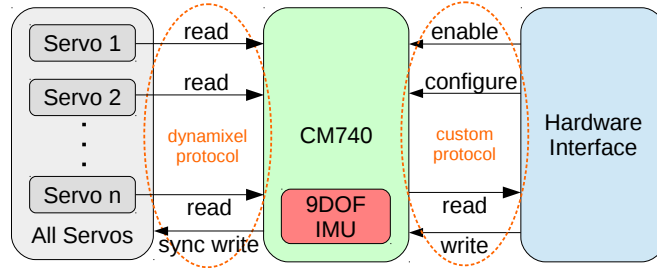 Servo 1
read
enable
Servo 2
read
configure
dynamixel
protocol
CM740
custom
protocol
Hardware
Interface
Servo n
read
9DOF
IMU
read
All Servos
sync write
write